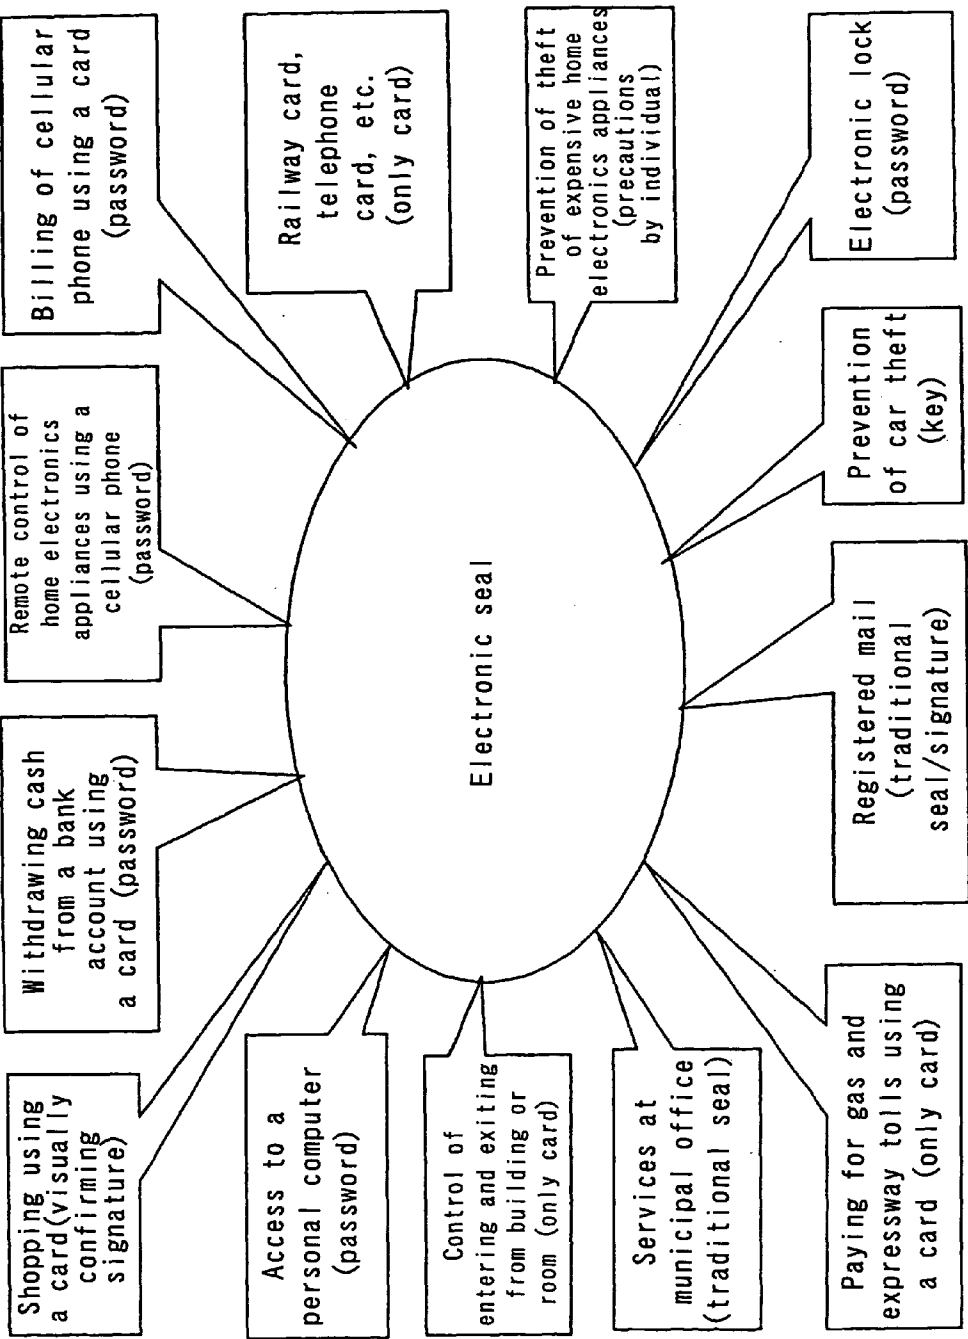 Shopping using
a card(visually
confirming
signature)
Withdrawing cash
from a bank
account using
a card (password)
Remote control of
home electronics
appliances using a
cellular phone
(password)
Billing of cellular
phone using a card
(password)
Access to a
personal computer
(password)
Railway card,
telephone
card, etc.
(only card)
Control of
entering and exiting
from building or
room (only card)
Electronic seal
Prevention of theft
of expensive home
electronics appliances
(precautions
by individual)
Services at
municipal office
(traditional seal)
Paying for gas and
expressway tolls using
a card (only card)
Registered mail
(traditional
seal/signature)
Prevention
of car theft
(key)
Electronic lock
(password)